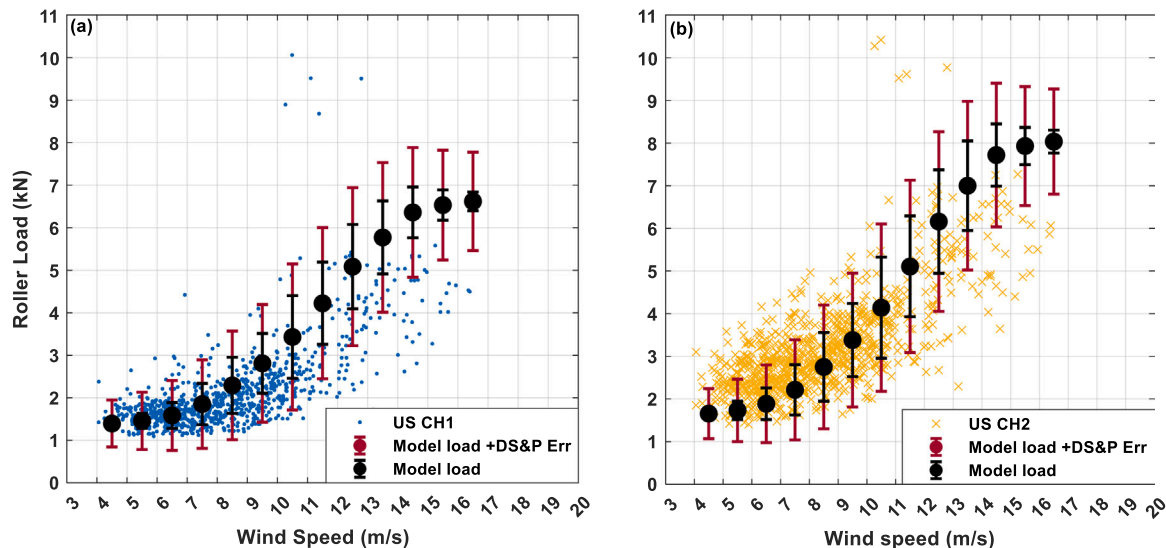 (a)
11
10
9
8
7
6
5
4
3
2
1
0
Roller Load (kN)
3 4 5 6 7 8 9 10 11 12 13 14 15 16 17 18 19 20
Wind Speed (m/s)
US CH1
Model load +DS&P Err
Model load
(b)
11
10
9
8
7
6
5
4
3
2
1
0
3 4 5 6 7 8 9 10 11 12 13 14 15 16 17 18 19 20
Wind speed (m/s)
US CH2
Model load +DS&P Err
Model load